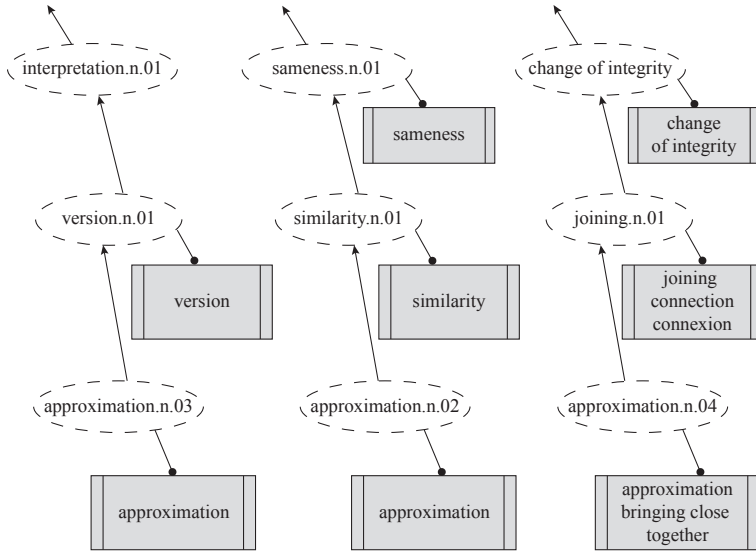 interpretation.n.01
sameness.n.01
change of integrity
sameness
change
of integrity
version.n.01
similarity.n.01
joining.n.01
version
similarity
joining
connection
connexion
approximation.n.03
approximation.n.02
approximation.n.04
approximation
approximation
approximation
bringing close
together